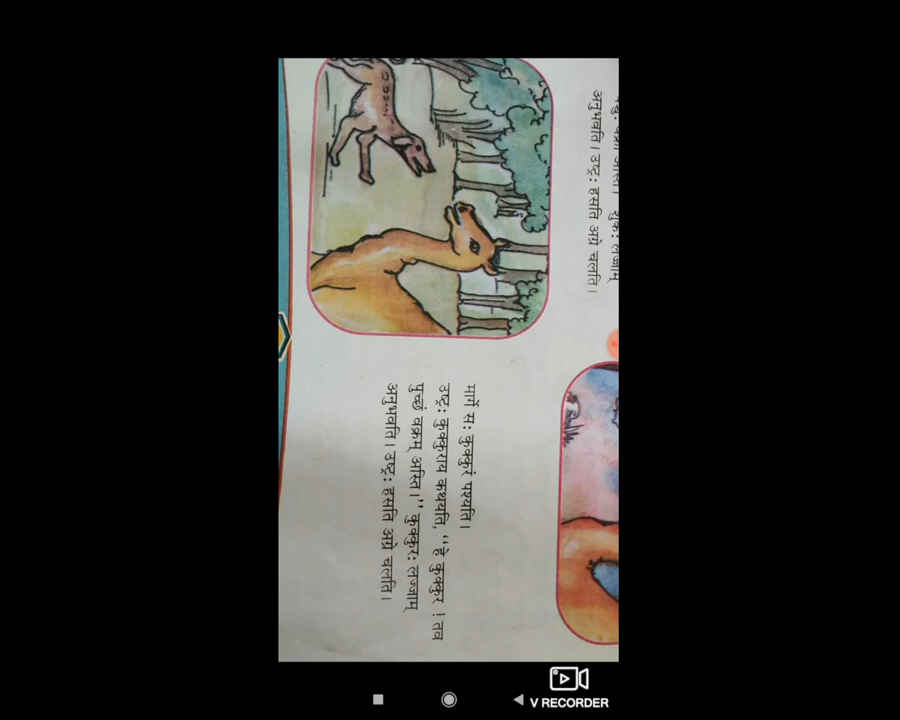 अनुभवति। उष्ट्र: हसति अग्रे चलति।
मार्गे स: कुक्कुरं पश्यति।
उष्ट्र: कुक्कुराय कथयति, “हे कुक्कुर ! तव
पुच्छं वक्रम् अस्ति।” कुक्कुर: लज्जाम्
अनुभवति। उष्ट्र: हसति अग्रे चलति।
V RECORDER